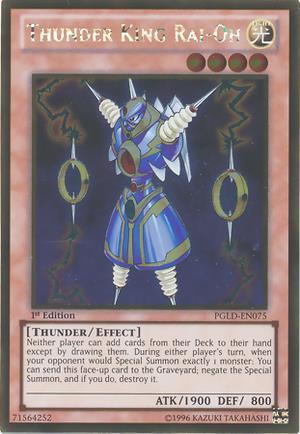 Thunder King Rai-Oh
光
1st Edition
PGLD-EN075
[Thunder/Effect]
Neither player can add cards from their Deck to their hand
except by drawing them. During either player's turn, when
your opponent would Special Summon exactly 1 monster: You
can send this face-up card to the Graveyard; negate the Special
Summon, and if you do, destroy it.
ATK/1900 DEF/ 800
71564252
©1996 KAZUKI TAKAHASHI